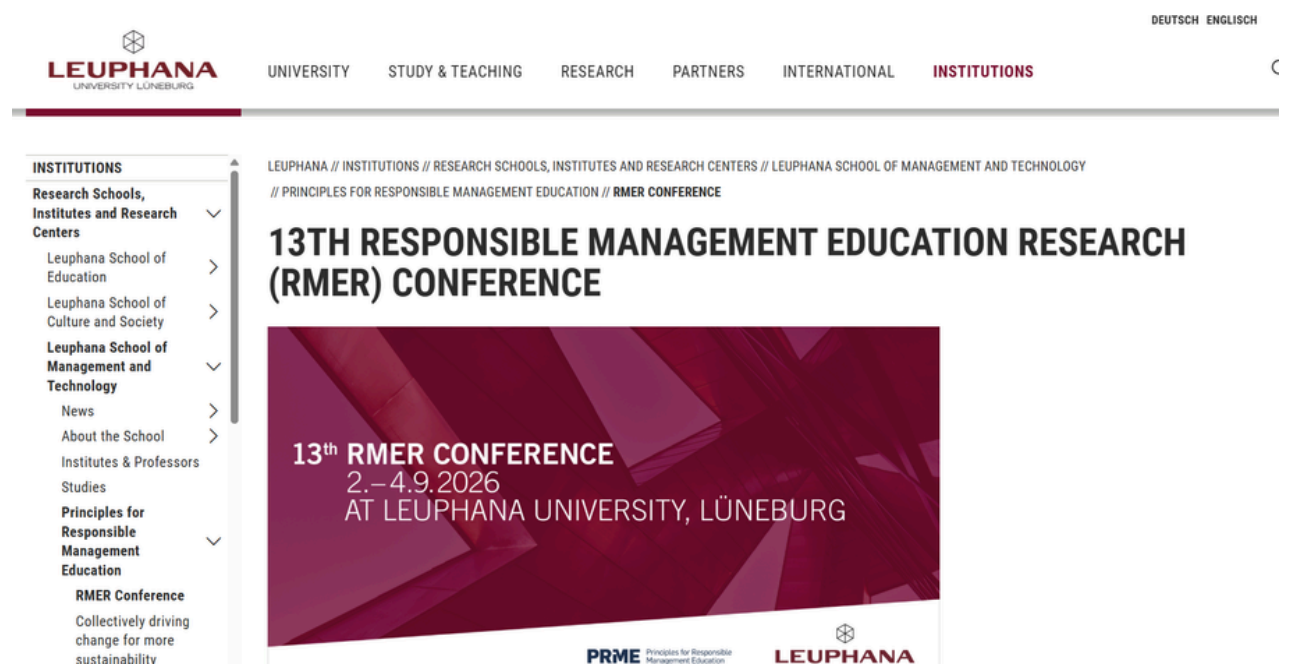 DEUTSCH ENGLISCH
LEUPHANA
UNIVERSITY LÜNEBURG
UNIVERSITY STUDY & TEACHING RESEARCH PARTNERS INTERNATIONAL INSTITUTIONS
INSTITUTIONS
Research Schools,
Institutes and Research
Centers
Leuphana School of
Education
Leuphana School of
Culture and Society
Leuphana School of
Management and
Technology
News
About the School
Institutes & Professors
Studies
Principles for
Responsible
Management
Education
RMER Conference
Collectively driving
change for more
sustainability
LEUPHANA // INSTITUTIONS // RESEARCH SCHOOLS, INSTITUTES AND RESEARCH CENTERS // LEUPHANA SCHOOL OF MANAGEMENT AND TECHNOLOGY
// PRINCIPLES FOR RESPONSIBLE MANAGEMENT EDUCATION // RMER CONFERENCE
13TH RESPONSIBLE MANAGEMENT EDUCATION RESEARCH
(RMER) CONFERENCE
13th RMER CONFERENCE
2.–4.9.2026
AT LEUPHANA UNIVERSITY, LÜNEBURG
PRME Principles for Responsible
Management Education
LEUPHANA